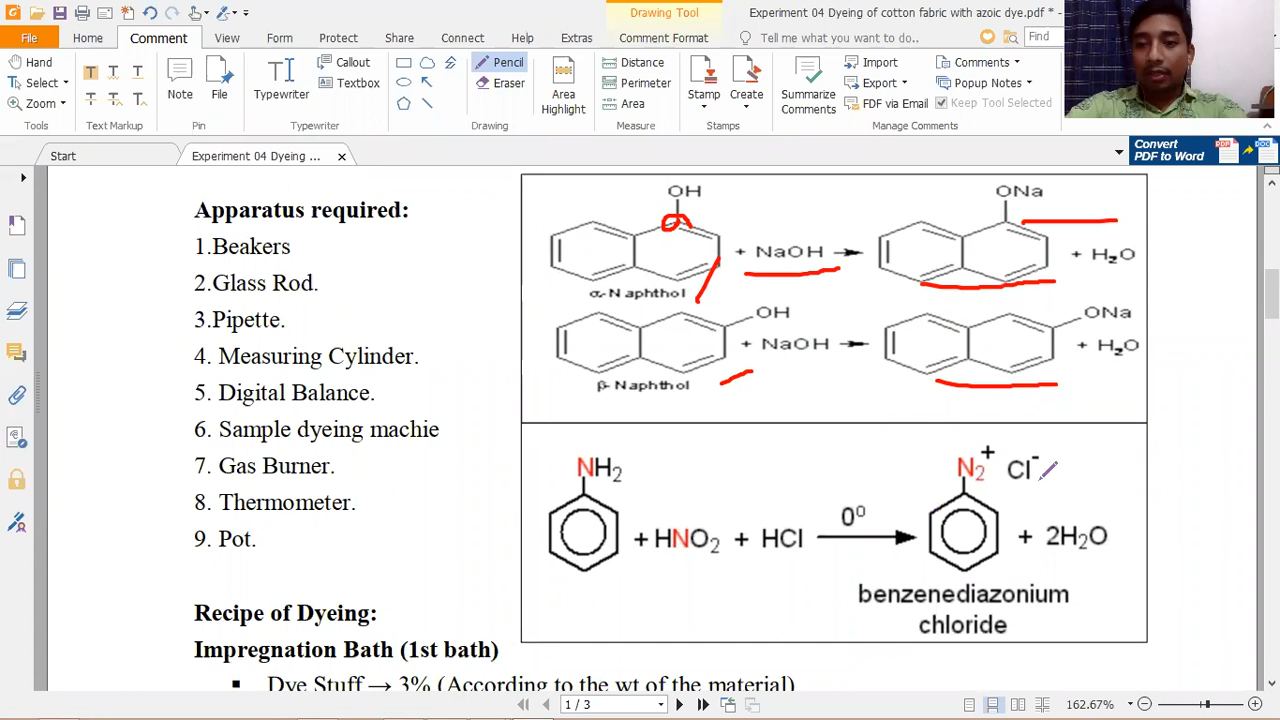 Drawing Tool
Experiment
cotton fabric with azoic dye.pdf * -
File
Home
Comment
View
Form
Protect
Connect
Help
Extras
Comment Format
Tell me what you want to do..
Find
Hand
Select
Zoom
Tools
Text Markup
Note
File
Pin
Typewriter
Callout
Textbox
Typewriter
Pencil
Eraser
Drawing
Area
Highlight
Distance
Perimeter
Area
Measure
Stamp
Create
Stamps
Summarize
Comments
Import
Export
FDF via Email
Comments
Popup Notes
Keep Tool Selected
Manage Comments
Start
Experiment 04 Dyeing ...
Convert
PDF to Word
Apparatus required:
1.Beakers
2.Glass Rod.
3.Pipette.
4. Measuring Cylinder.
5. Digital Balance.
6. Sample dyeing machie
7. Gas Burner.
8. Thermometer.
9. Pot.
Recipe of Dyeing:
Impregnation Bath (1st bath)
▪ Dye Stuff → 3% (According to the wt of the material)
OH
ONa
+ NaOH
+ H₂O
α-Naphthol
OH
ONa
+ NaOH
+ H₂O
β-Naphthol
NH₂
N₂⁺ Cl⁻
+ HNO₂ + HCl
0⁰
+ 2H₂O
benzenediazonium
chloride
1 / 3
162.67%